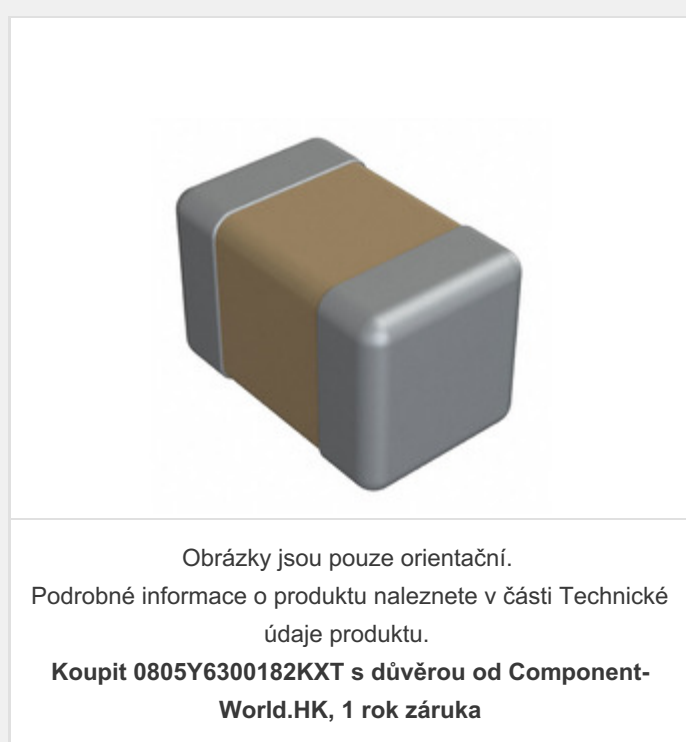 Obrázky jsou pouze orientační.
Podrobné informace o produktu naleznete v části Technické
údaje produktu.
Koupit 0805Y6300182KXT s důvěrou od Component-
World.HK, 1 rok záruka